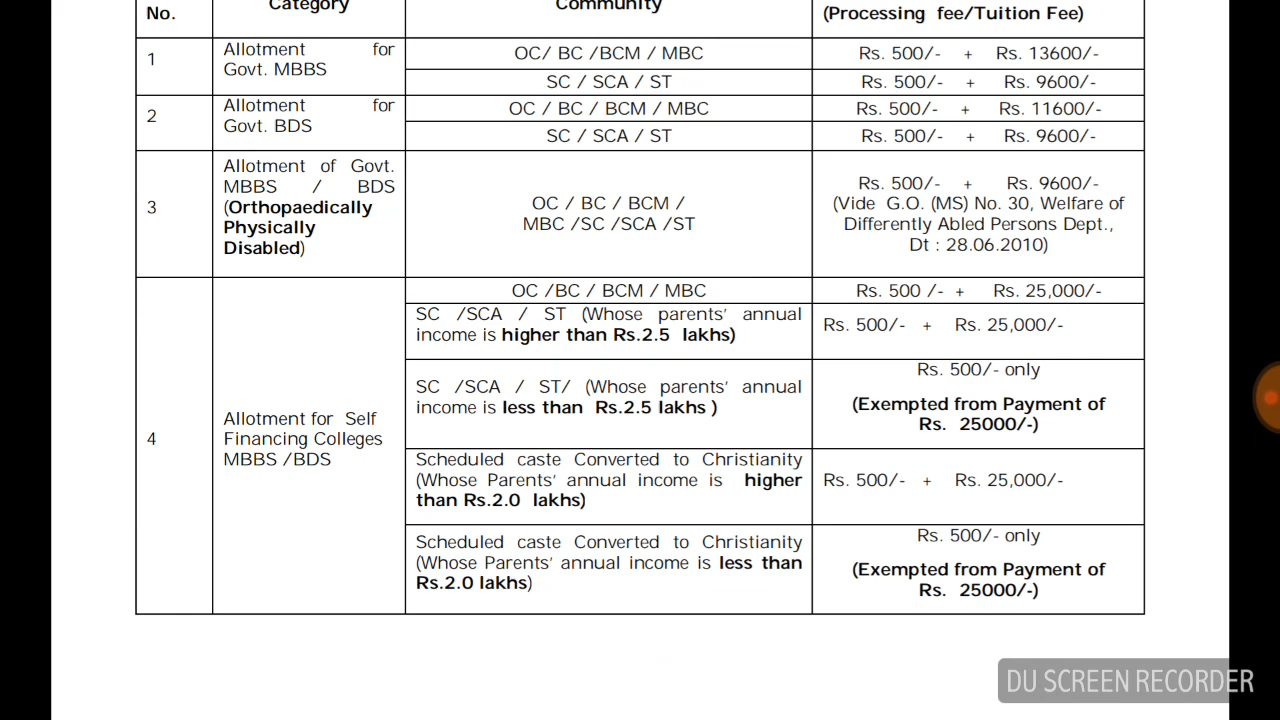 No. Category Community (Processing fee/Tuition Fee)
1
Allotment for
Govt. MBBS
OC/ BC /BCM / MBC
Rs. 500/- + Rs. 13600/-
SC / SCA / ST
Rs. 500/- + Rs. 9600/-
2
Allotment for
Govt. BDS
OC / BC / BCM / MBC
Rs. 500/- + Rs. 11600/-
SC / SCA / ST
Rs. 500/- + Rs. 9600/-
3
Allotment of Govt.
MBBS / BDS
(Orthopaedically
Physically
Disabled)
OC / BC / BCM /
MBC /SC /SCA /ST
Rs. 500/- + Rs. 9600/-
(Vide G.O. (MS) No. 30, Welfare of
Differently Abled Persons Dept.,
Dt : 28.06.2010)
4
Allotment for Self
Financing Colleges
MBBS /BDS
OC /BC / BCM / MBC
Rs. 500 /- + Rs. 25,000/-
SC /SCA / ST (Whose parents’ annual
income is higher than Rs.2.5 lakhs)
Rs. 500/- + Rs. 25,000/-
SC /SCA / ST/ (Whose parents’ annual
income is less than Rs.2.5 lakhs )
Rs. 500/- only
(Exempted from Payment of
Rs. 25000/-)
Scheduled caste Converted to Christianity
(Whose Parents’ annual income is higher
than Rs.2.0 lakhs)
Rs. 500/- + Rs. 25,000/-
Scheduled caste Converted to Christianity
(Whose Parents’ annual income is less than
Rs.2.0 lakhs)
Rs. 500/- only
(Exempted from Payment of
Rs. 25000/-)
DU SCREEN RECORDER